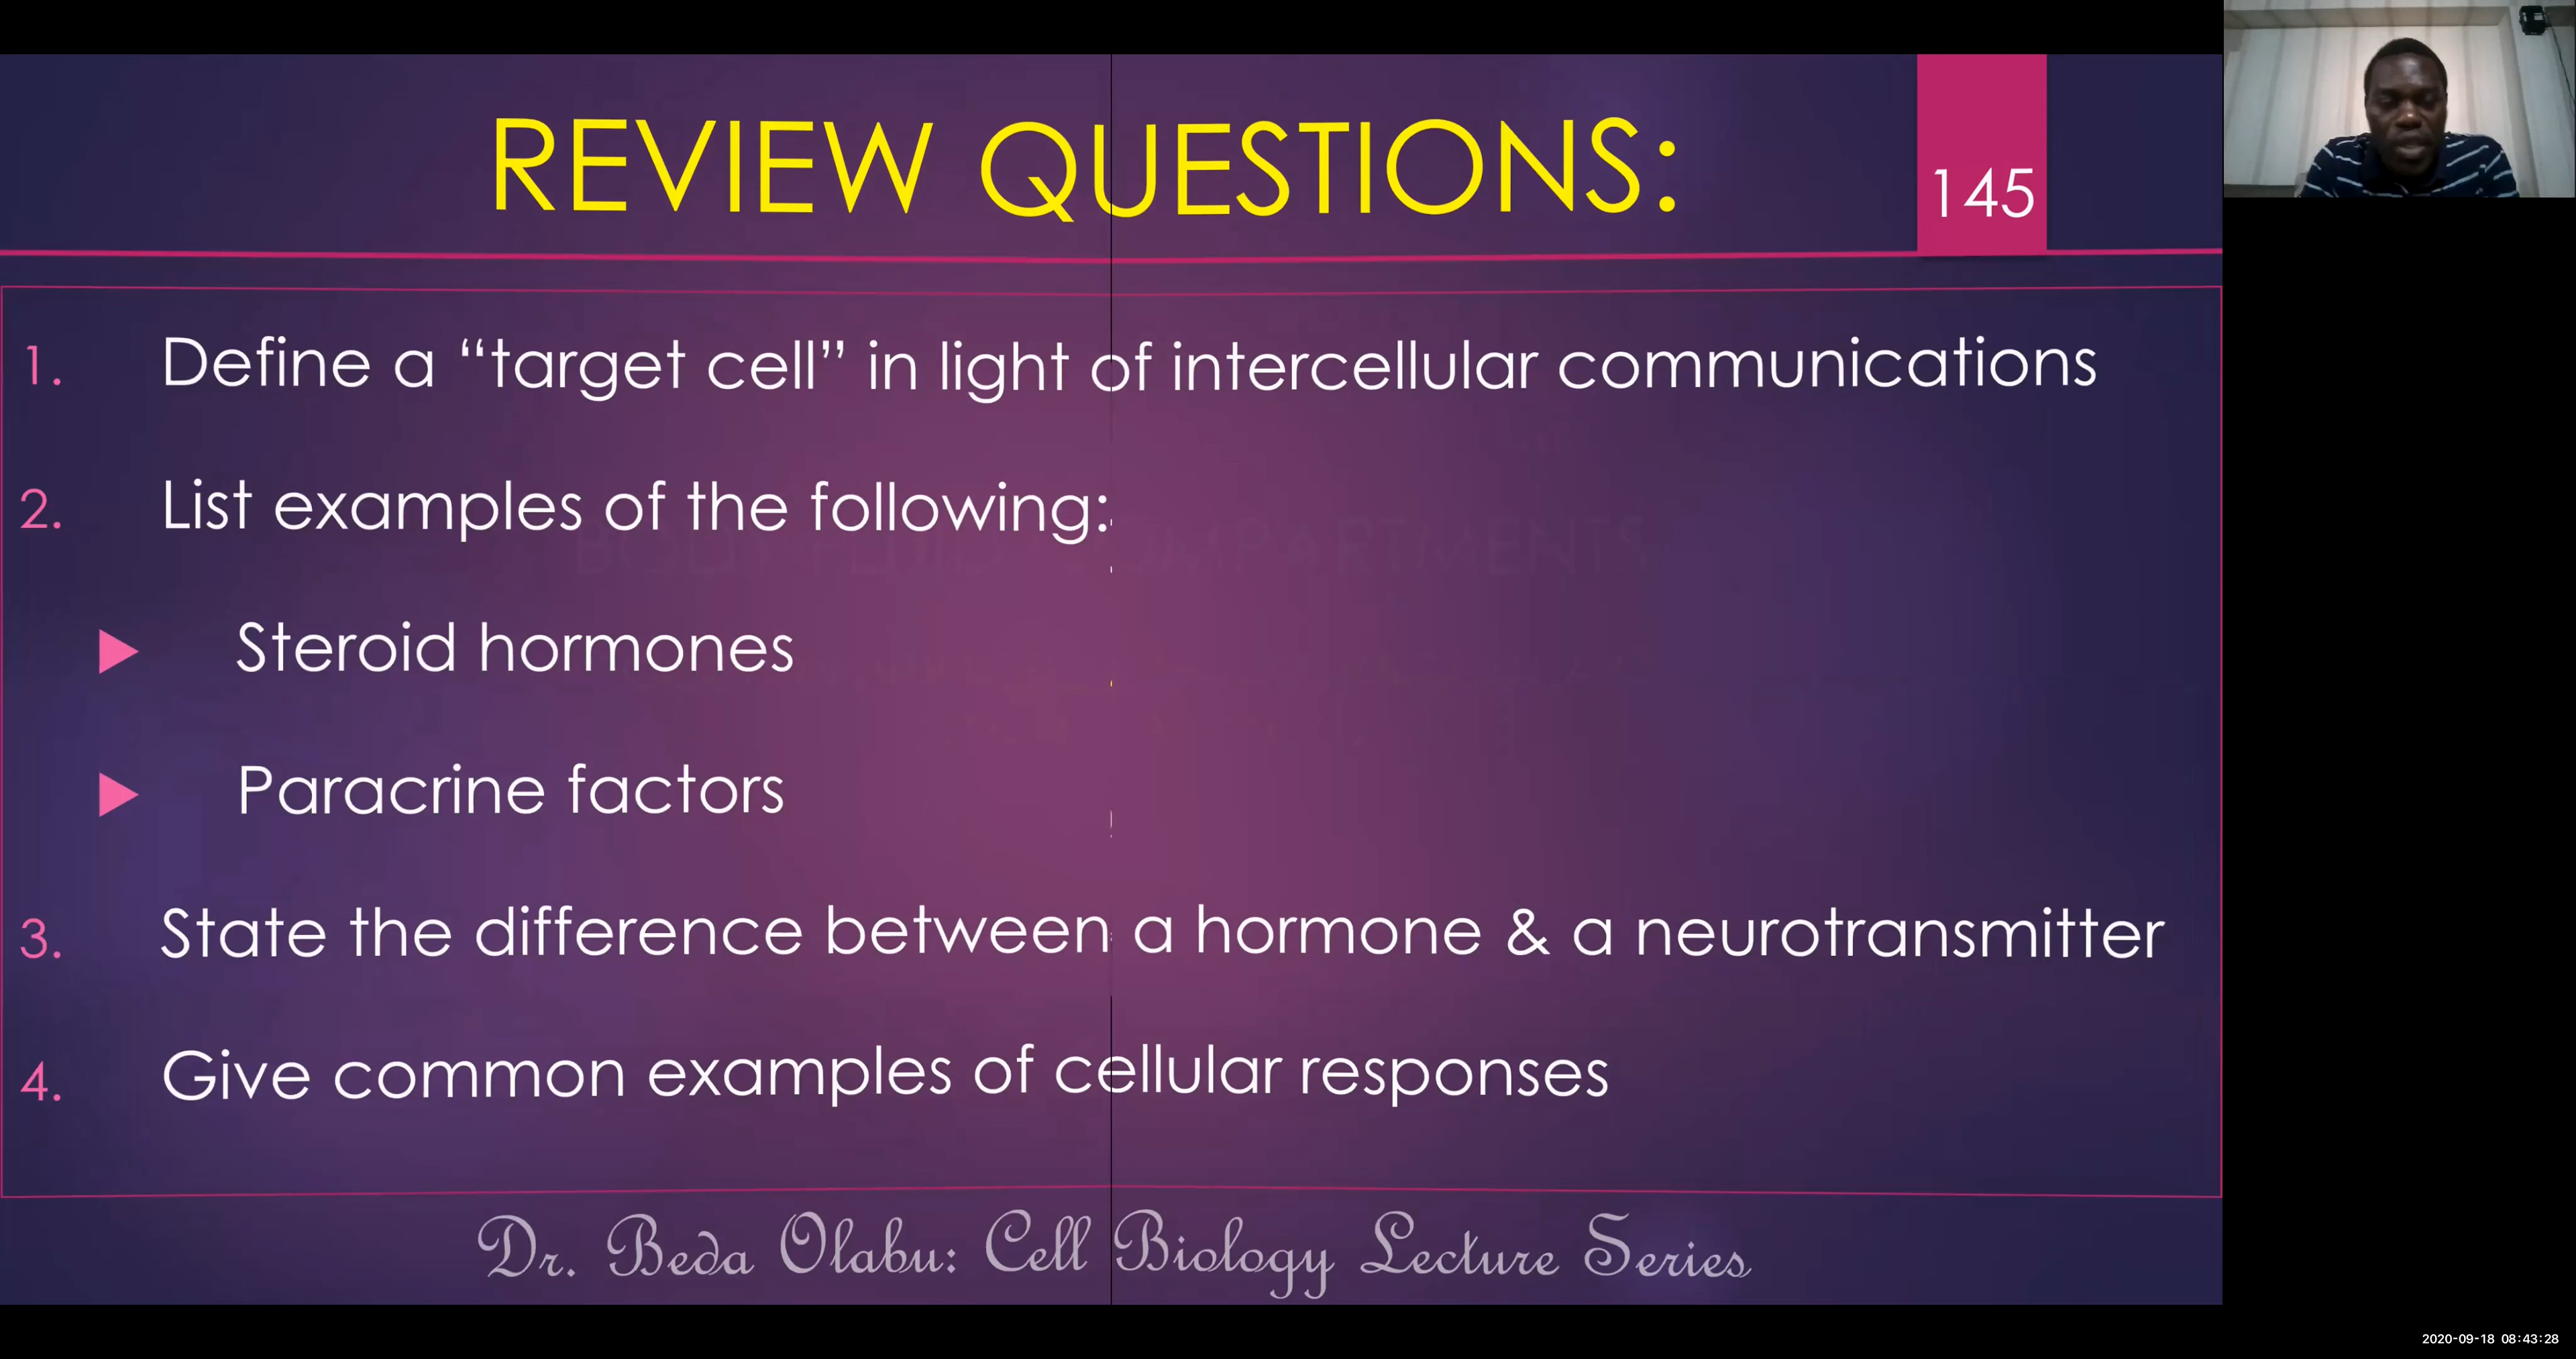 REVIEW QUESTIONS:
145
1. Define a “target cell” in light of intercellular communications
2. List examples of the following:
Steroid hormones
Paracrine factors
3. State the difference between a hormone & a neurotransmitter
4. Give common examples of cellular responses
Dr. Beda Olabu: Cell Biology Lecture Series
2020-09-18 08:43:28